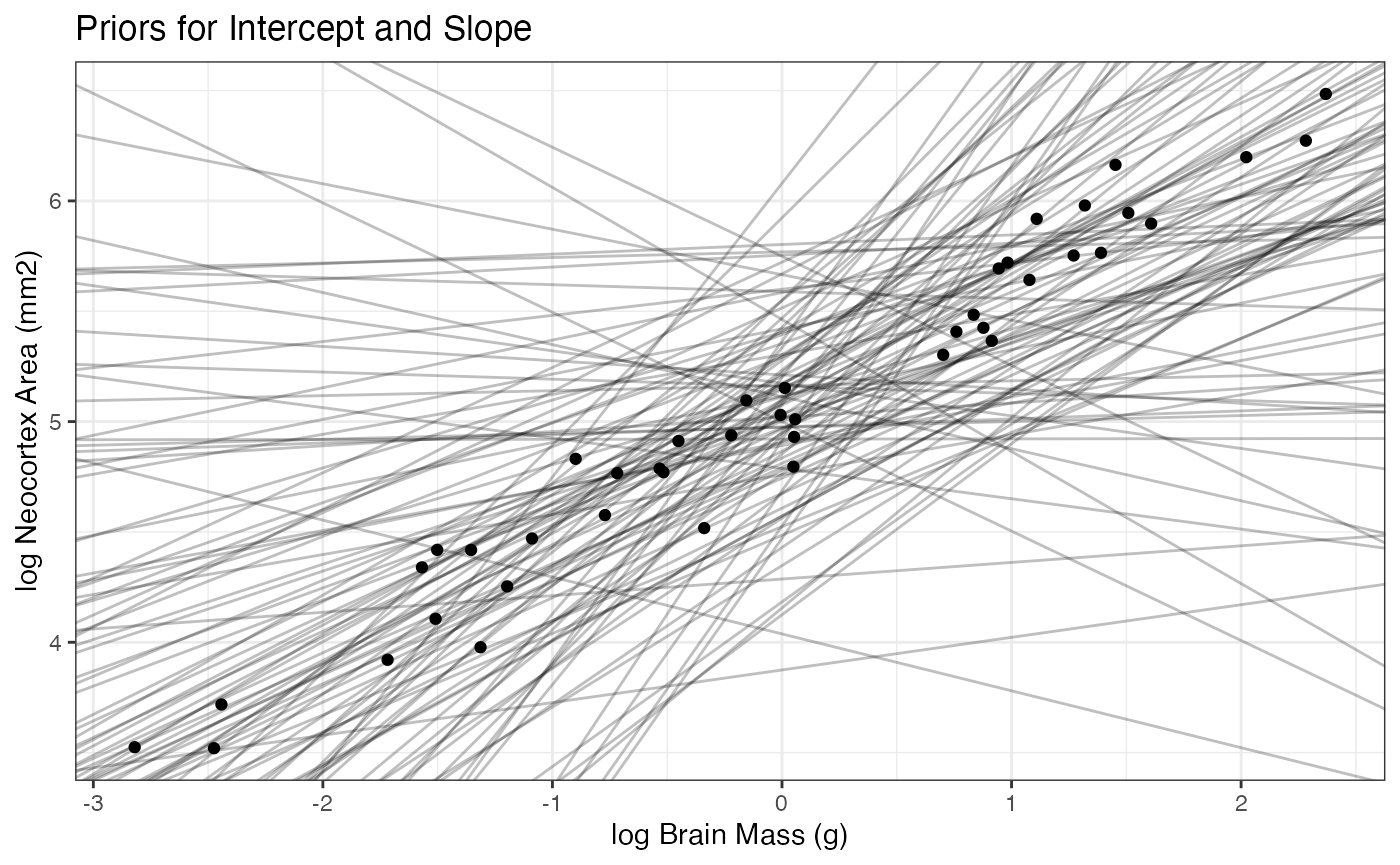 Priors for Intercept and Slope
log Neocortex Area (mm2)
6
5
4
-3 -2 -1 0 1 2
log Brain Mass (g)